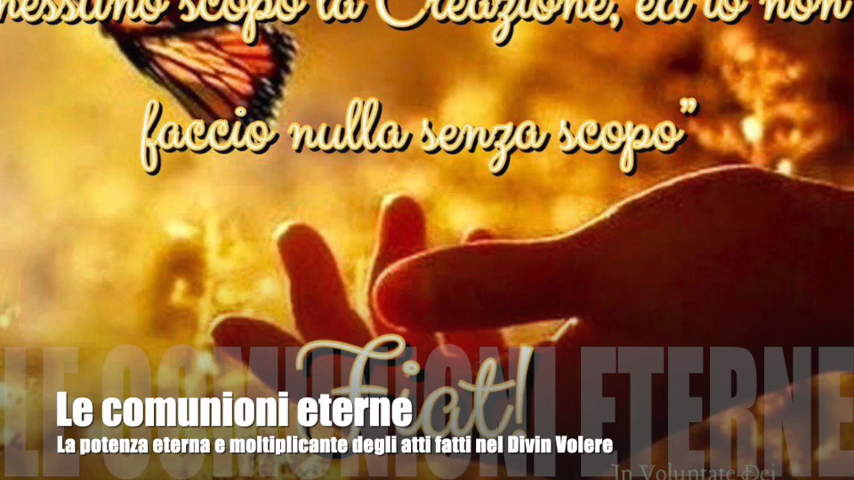 nessuno scopo la Creazione, ed io non
faccio nulla senza scopo”
Fiat!
LE COMUNIONI ETERNE
Le comunioni eterne
La potenza eterna e moltiplicante degli atti fatti nel Divin Volere
In Voluntate Dei